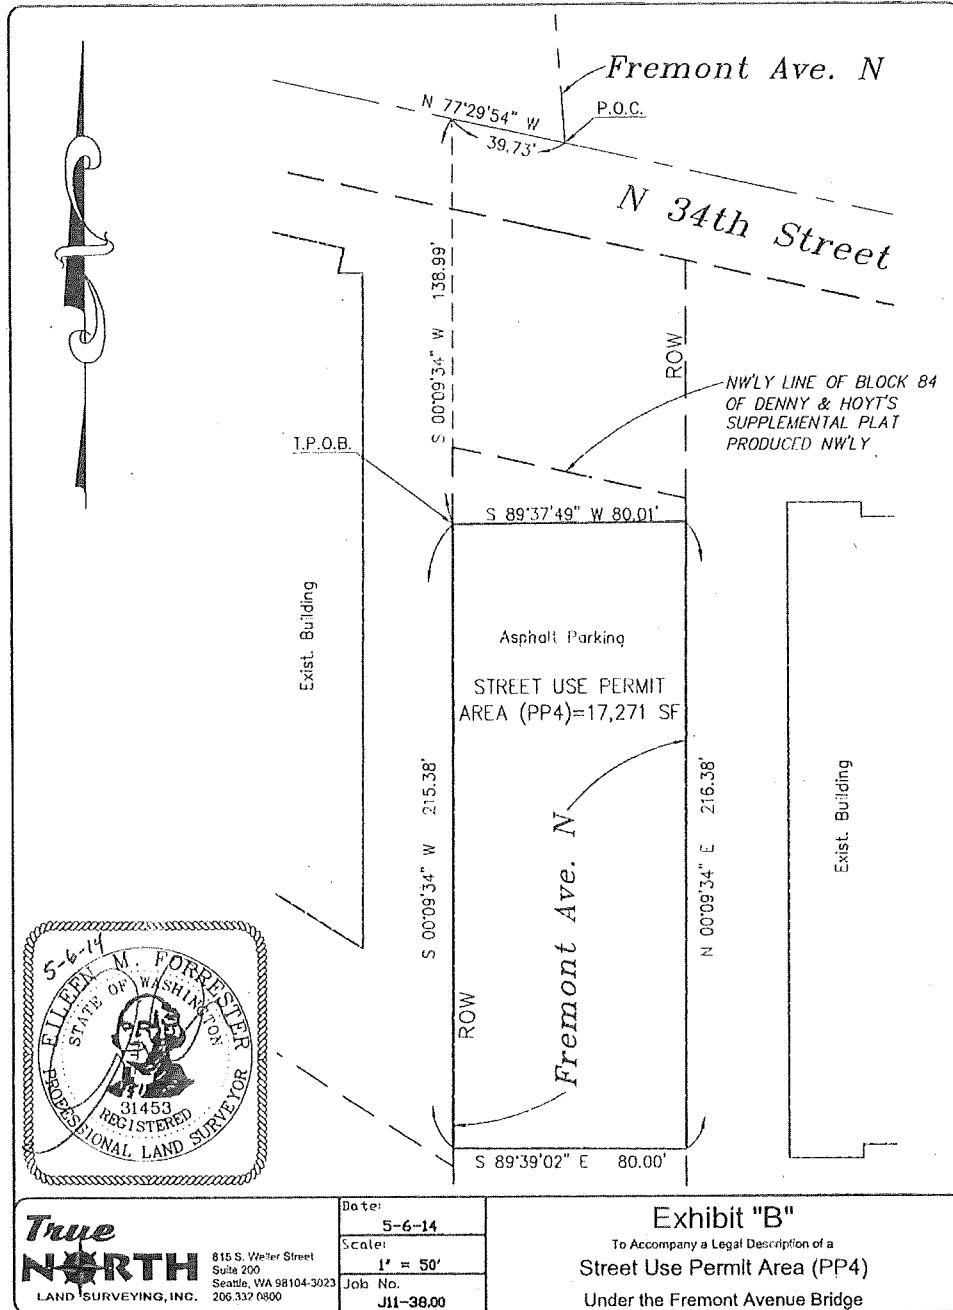 Fremont Ave. N
N 77°29'54" W
P.O.C.
39.73'
N 34th Street
S 00°09'34" W 138.99'
ROW
NW'LY LINE OF BLOCK 84
OF DENNY & HOYT'S
SUPPLEMENTAL PLAT
PRODUCED NW'LY
T.P.O.B.
S 89°37'49" W 80.01'
Exist. Building
Asphalt Parking
STREET USE PERMIT
AREA (PP4)=17,271 SF
S 00°09'34" W 215.38'
Fremont Ave. N
N 00°09'34" E 216.38'
Exist. Building
ROW
5-6-14
EILEEN M. FORRESTER
STATE OF WASHINGTON
31453
REGISTERED
PROFESSIONAL LAND SURVEYOR
S 89°39'02" E 80.00'
True
NORTH
LAND SURVEYING, INC.
815 S. Weller Street
Suite 200
Seattle, WA 98104-3023
206.332.0800
Date:
5-6-14
Scale:
1" = 50'
Job No.
J11-38.00
Exhibit "B"
To Accompany a Legal Description of a
Street Use Permit Area (PP4)
Under the Fremont Avenue Bridge